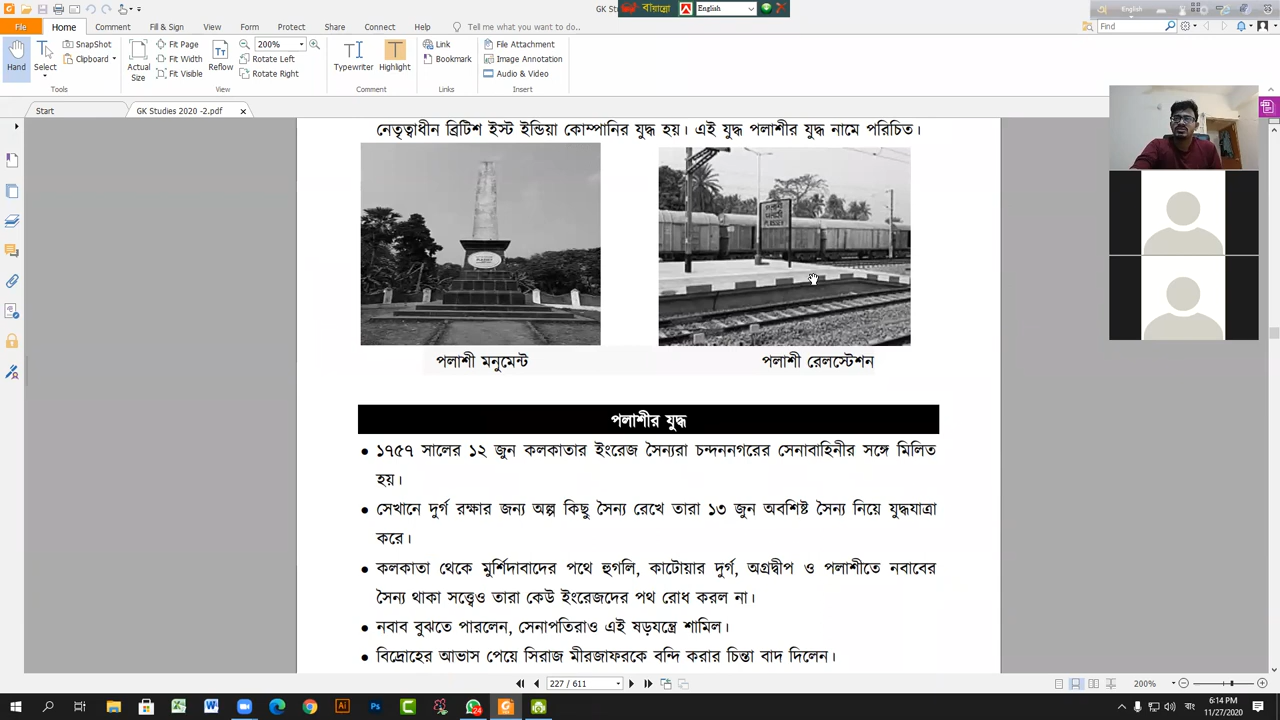 GK St
বায়ান্নো
English
English
File
Home
Comment
Fill & Sign
View
Form
Protect
Share
Connect
Help
Tell me what you want to do..
Find
Hand
Select
SnapShot
Clipboard
Actual Size
Fit Page
Fit Width
Fit Visible
Reflow
200%
Rotate Left
Rotate Right
Typewriter
Highlight
Link
Bookmark
File Attachment
Image Annotation
Audio & Video
Tools
View
Comment
Links
Insert
Start
GK Studies 2020 -2.pdf
নেতৃত্বাধীন ব্রিটিশ ইস্ট ইন্ডিয়া কোম্পানির যুদ্ধ হয়। এই যুদ্ধ পলাশীর যুদ্ধ নামে পরিচিত।
PLASSEY
পলাশী মনুমেন্ট
পলাশী রেলস্টেশন
পলাশীর যুদ্ধ
• ১৭৫৭ সালের ১২ জুন কলকাতার ইংরেজ সৈন্যরা চন্দননগরের সেনাবাহিনীর সঙ্গে মিলিত
হয়।
• সেখানে দুর্গ রক্ষার জন্য অল্প কিছু সৈন্য রেখে তারা ১৩ জুন অবশিষ্ট সৈন্য নিয়ে যুদ্ধযাত্রা
করে।
• কলকাতা থেকে মুর্শিদাবাদের পথে হুগলি, কাটোয়ার দুর্গ, অগ্রদ্বীপ ও পলাশীতে নবাবের
সৈন্য থাকা সত্ত্বেও তারা কেউ ইংরেজদের পথ রোধ করল না।
• নবাব বুঝতে পারলেন, সেনাপতিরাও এই ষড়যন্ত্রে শামিল।
• বিদ্রোহের আভাস পেয়ে সিরাজ মীরজাফরকে বন্দি করার চিন্তা বাদ দিলেন।
227 / 611
200%
24
বাং
6:14 PM
11/27/2020